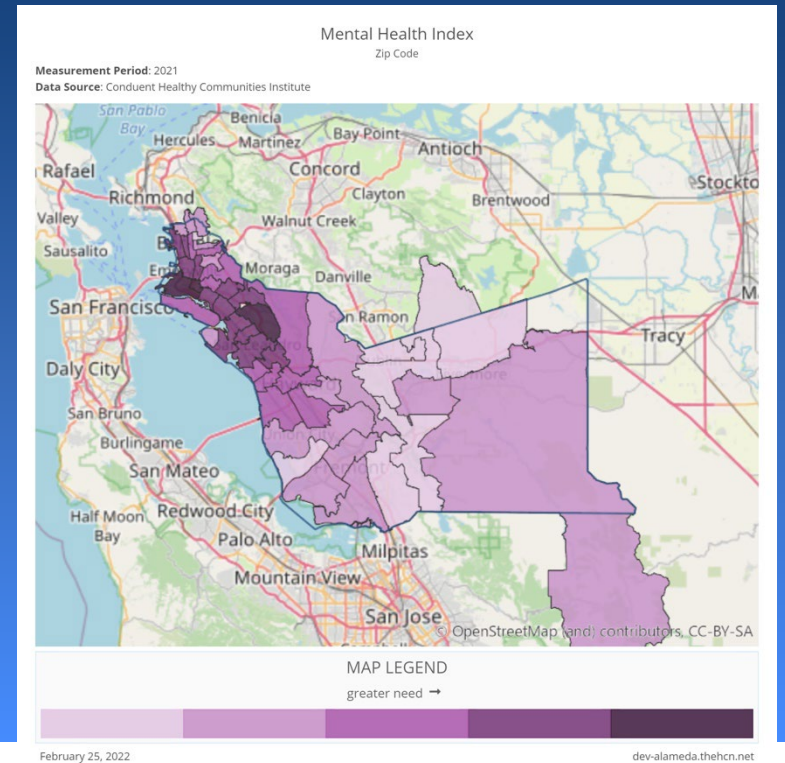 Mental Health Index
Zip Code
Measurement Period: 2021
Data Source: Conduent Healthy Communities Institute
San Pablo
Bay
Benicia
Hercules
Martinez
Bay Point
Antioch
Rafael
Concord
Stockto
Richmond
Clayton
Brentwood
Valley
Walnut Creek
Sausalito
Moraga
Danville
San Francisco
San Ramon
Tracy
Daly City
San Bruno
Union City
Fremont
Burlingame
San Mateo
Half Moon
Bay
Redwood City
Palo Alto
Milpitas
Mountain View
San Jose
© OpenStreetMap (and) contributors, CC-BY-SA
MAP LEGEND
greater need →
February 25, 2022
dev-alameda.thehcn.net